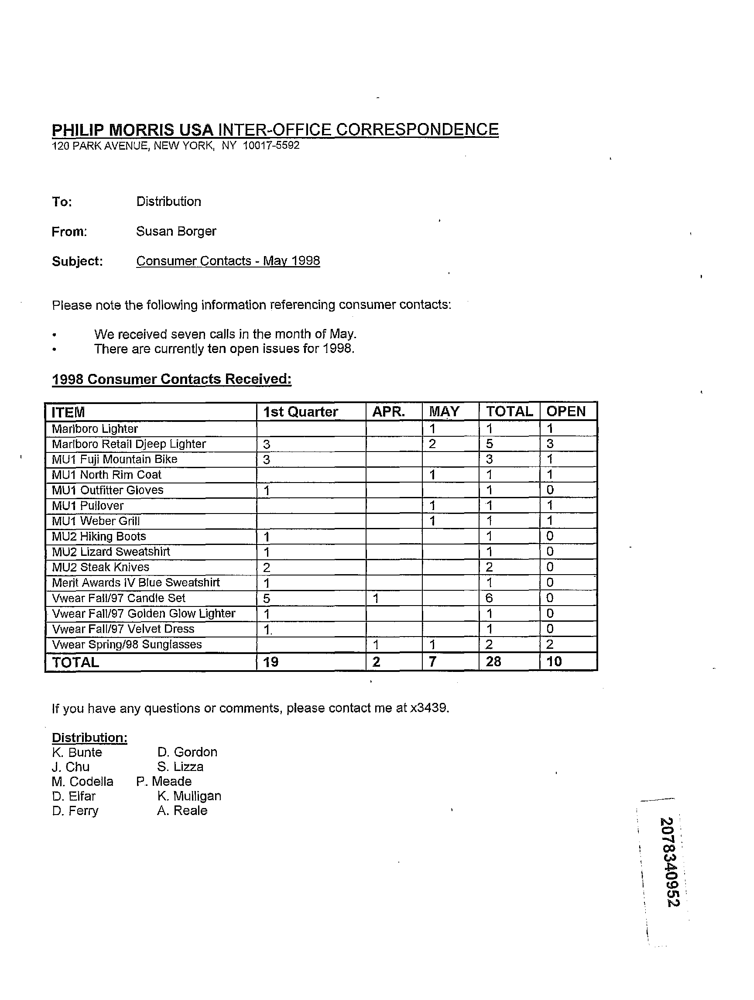 PHILIP MORRIS USA INTER-OFFICE CORRESPONDENCE
120 PARK AVENUE, NEW YORK, NY 10017-5592
To: Distribution
From: Susan Borger
Subject: Consumer Contacts - May 1998
Please note the following information referencing consumer contacts:
• We received seven calls in the month of May.
• There are currently ten open issues for 1998.
1998 Consumer Contacts Received:
ITEM 1st Quarter APR. MAY TOTAL OPEN
Marlboro Lighter 1 1 1
Marlboro Retail Djeep Lighter 3 2 5 3
MU1 Fuji Mountain Bike 3 3 1
MU1 North Rim Coat 1 1 1
MU1 Outfitter Gloves 1 1 0
MU1 Pullover 1 1 1
MU1 Weber Grill 1 1 1
MU2 Hiking Boots 1 1 0
MU2 Lizard Sweatshirt 1 1 0
MU2 Steak Knives 2 2 0
Merit Awards IV Blue Sweatshirt 1 1 0
Vwear Fall/97 Candle Set 5 1 6 0
Vwear Fall/97 Golden Glow Lighter 1 1 0
Vwear Fall/97 Velvet Dress 1 1 0
Vwear Spring/98 Sunglasses 1 1 2 2
TOTAL 19 2 7 28 10
If you have any questions or comments, please contact me at x3439.
Distribution:
K. Bunte D. Gordon
J. Chu S. Lizza
M. Codella P. Meade
D. Elfar K. Mulligan
D. Ferry A. Reale
2078340952